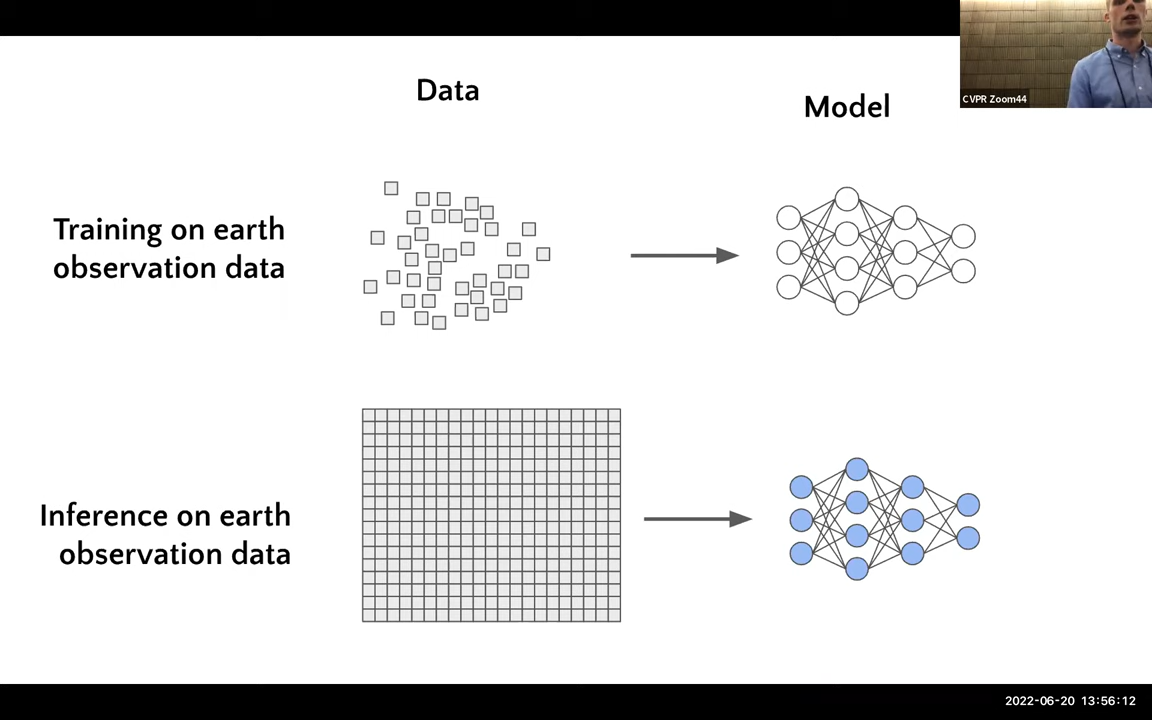 Data
Model
CVPR Zoom44
Training on earth
observation data
Inference on earth
observation data
2022-06-20 13:56:12